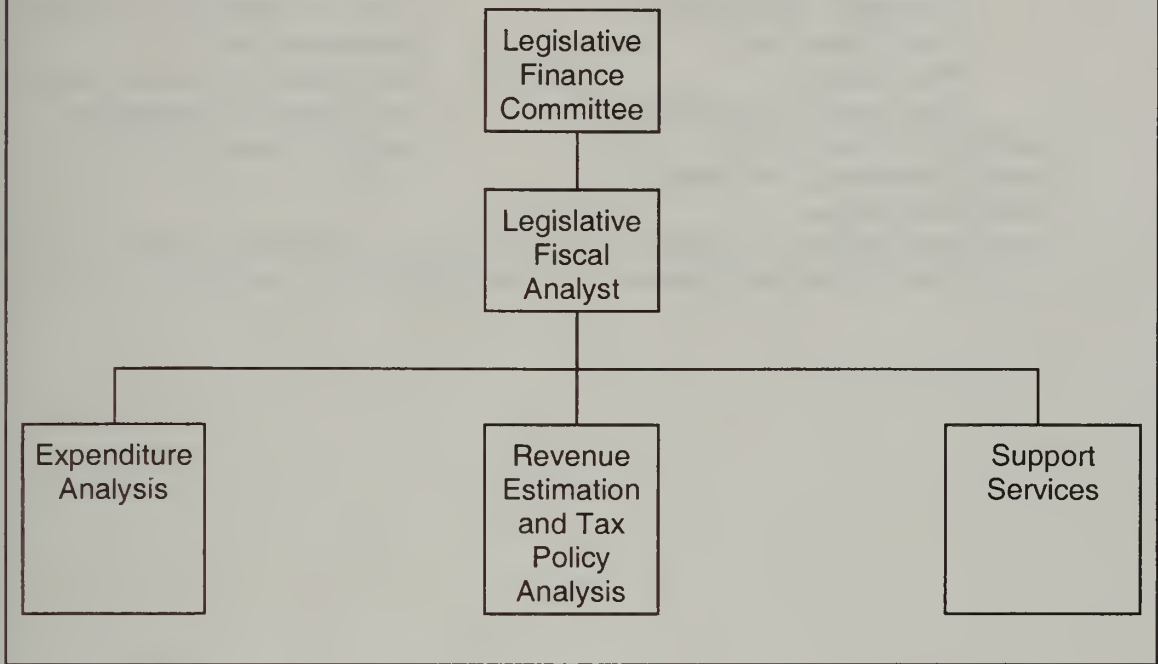 Legislative
Finance
Committee
Legislative
Fiscal
Analyst
Expenditure
Analysis
Revenue
Estimation
and Tax
Policy
Analysis
Support
Services